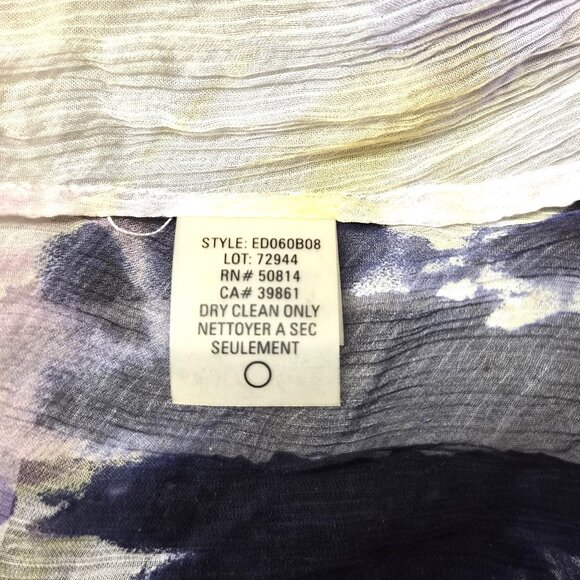 STYLE: ED060B08
LOT: 72944
RN# 50814
CA# 39861
DRY CLEAN ONLY
NETTOYER A SEC
SEULEMENT